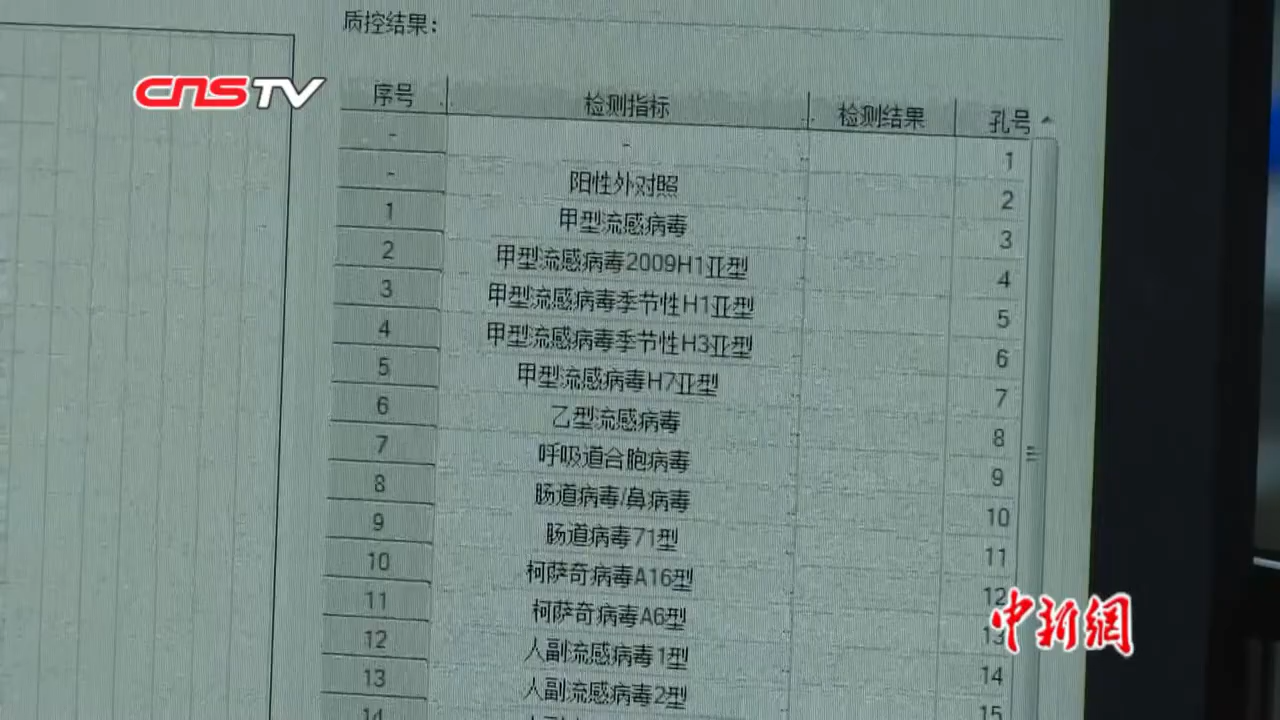 质控结果：
CNSTV
序号 检测指标 检测结果 孔号
- - 1
- 阳性外对照 2
1 甲型流感病毒 3
2 甲型流感病毒2009H1亚型 4
3 甲型流感病毒季节性H1亚型 5
4 甲型流感病毒季节性H3亚型 6
5 甲型流感病毒H7亚型 7
6 乙型流感病毒 8
7 呼吸道合胞病毒 9
8 肠道病毒/鼻病毒 10
9 肠道病毒71型 11
10 柯萨奇病毒A16型 12
11 柯萨奇病毒A6型 13
12 人副流感病毒1型 14
13 人副流感病毒2型 15
14
中新網